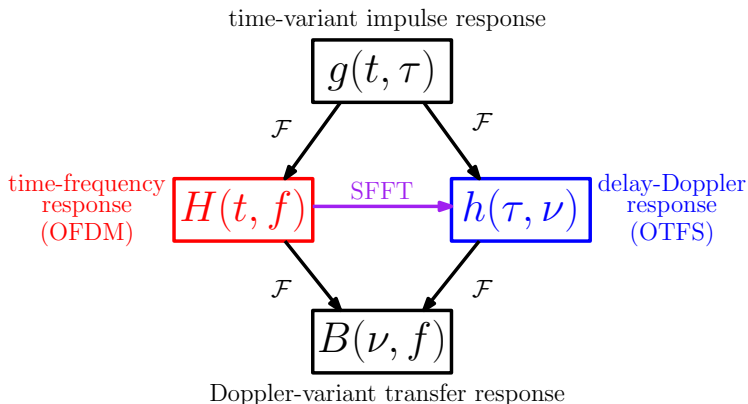 time-variant impulse response
g(t, τ)
ℱ
ℱ
time-frequency
response
(OFDM)
H(t, f)
SFFT
h(τ, ν)
delay-Doppler
response
(OTFS)
ℱ
ℱ
B(ν, f)
Doppler-variant transfer response